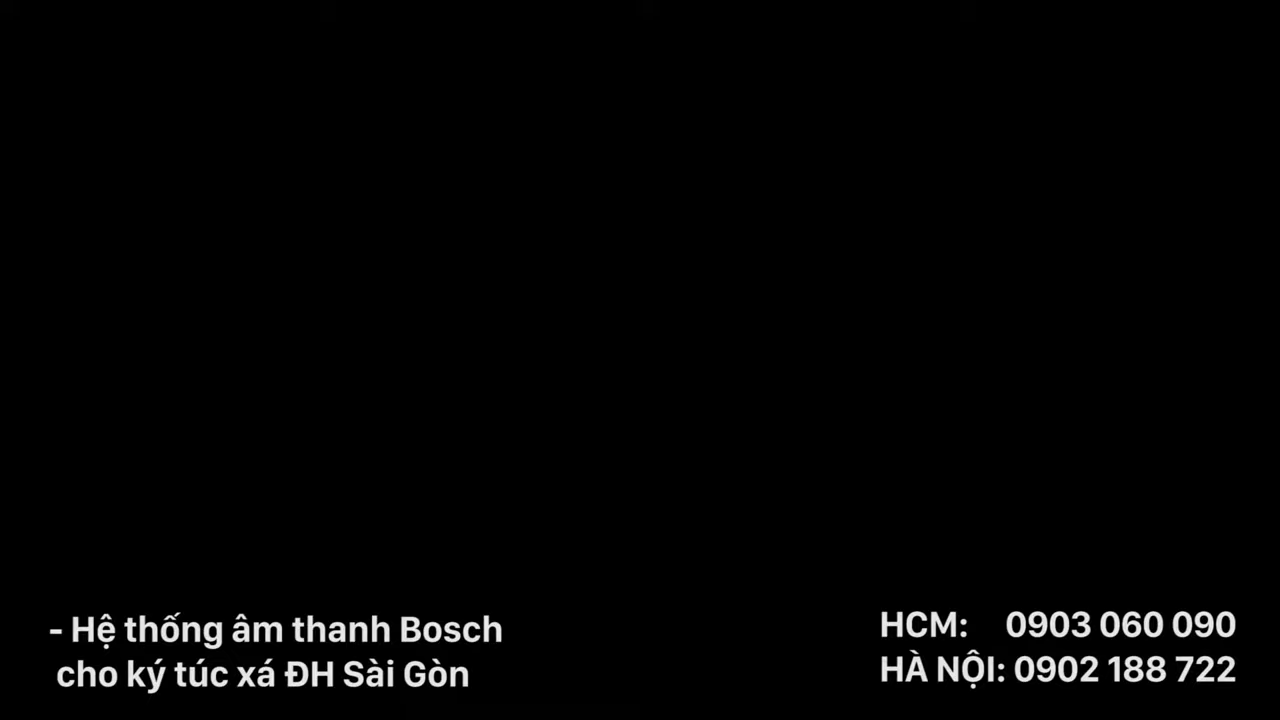 - Hệ thống âm thanh Bosch
cho ký túc xá ĐH Sài Gòn
HCM: 0903 060 090
HÀ NỘI: 0902 188 722